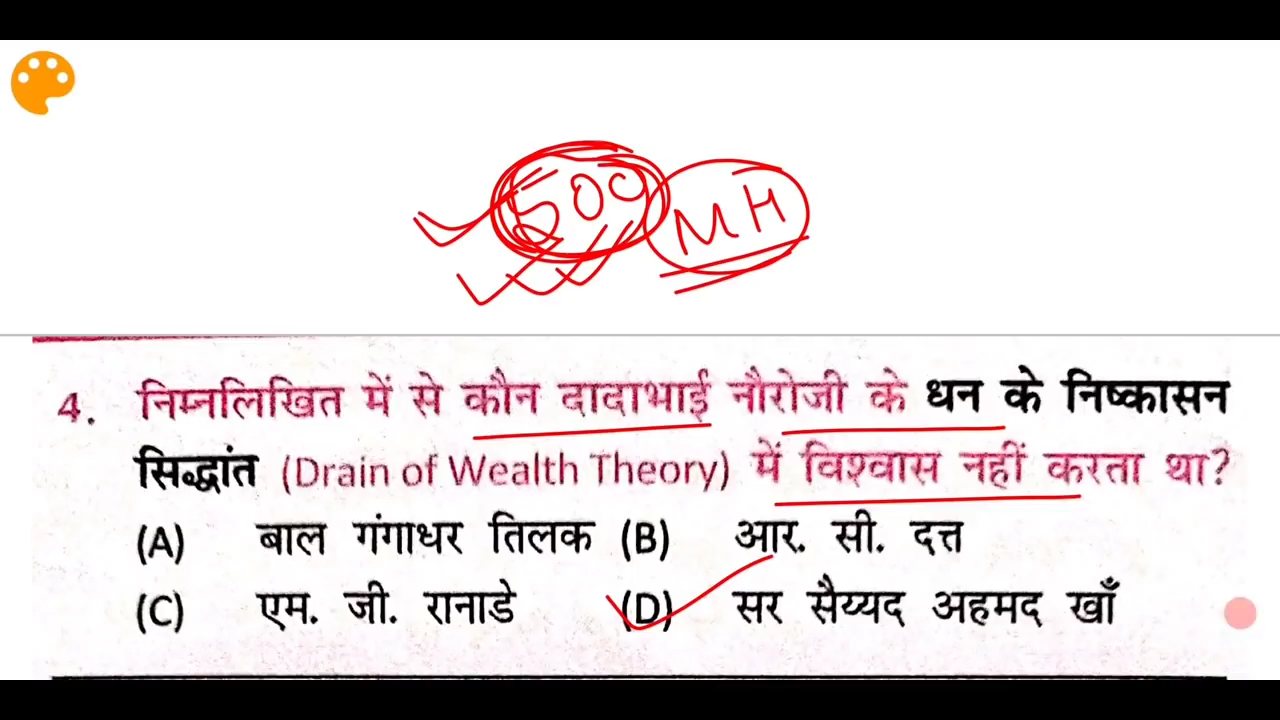 500 MH
4. निम्नलिखित में से कौन दादाभाई नौरोजी के धन के निष्कासन
सिद्धांत (Drain of Wealth Theory) में विश्वास नहीं करता था?
(A) बाल गंगाधर तिलक (B) आर. सी. दत्त
(C) एम. जी. रानाडे (D) सर सैय्यद अहमद खाँ